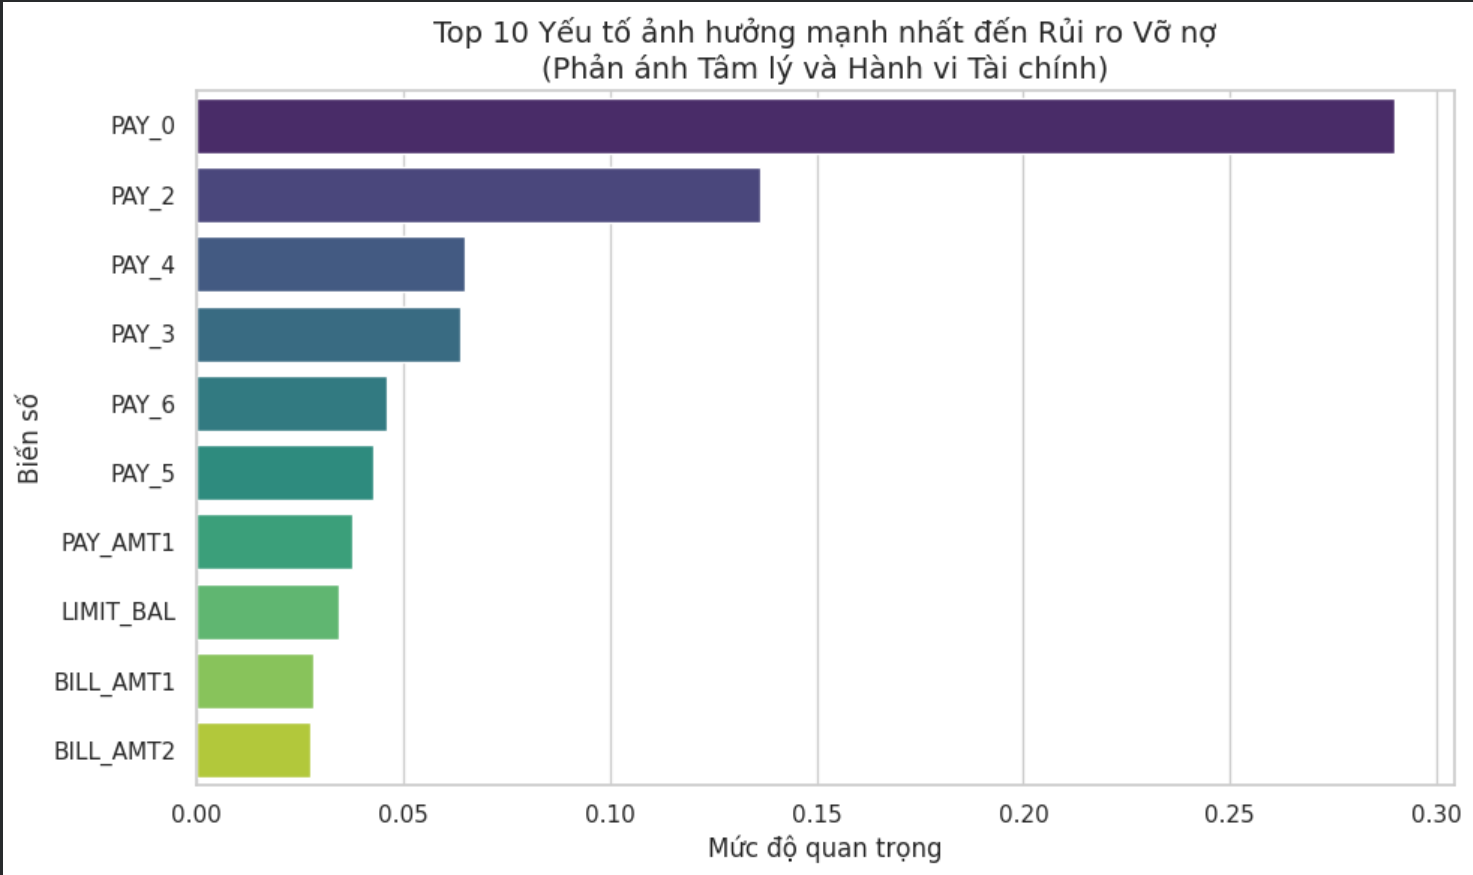 Top 10 Yếu tố ảnh hưởng mạnh nhất đến Rủi ro Vỡ nợ
(Phản ánh Tâm lý và Hành vi Tài chính)
Biến số
PAY_0
PAY_2
PAY_4
PAY_3
PAY_6
PAY_5
PAY_AMT1
LIMIT_BAL
BILL_AMT1
BILL_AMT2
0.00 0.05 0.10 0.15 0.20 0.25 0.30
Mức độ quan trọng